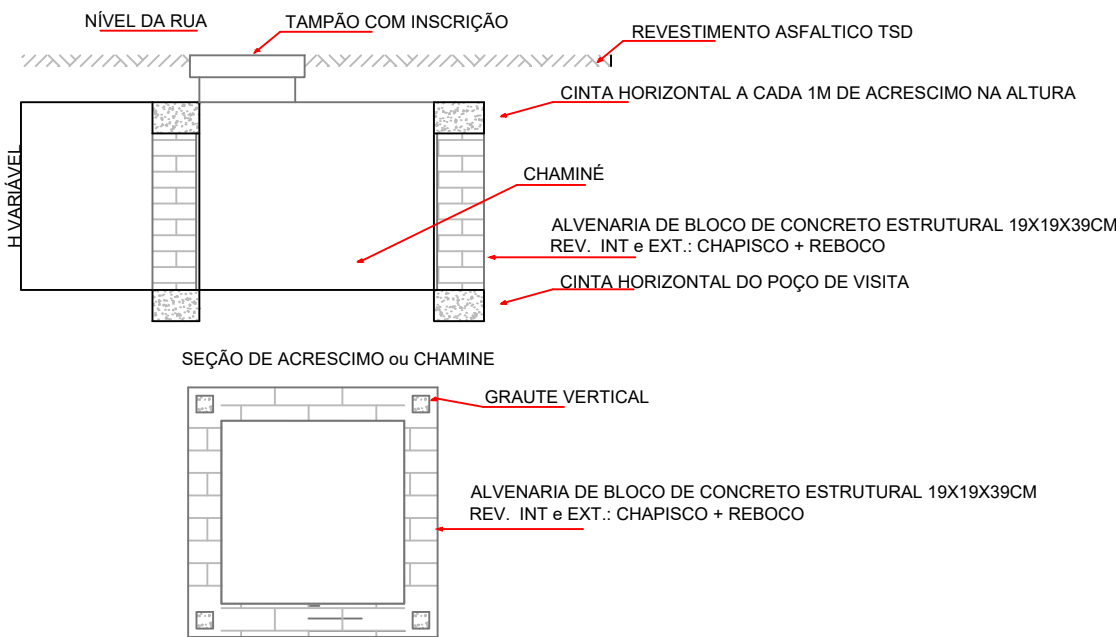 NÍVEL DA RUA
TAMPÃO COM INSCRIÇÃO
REVESTIMENTO ASFALTICO TSD
CINTA HORIZONTAL A CADA 1M DE ACRESCIMO NA ALTURA
H VARIÁVEL
CHAMINÉ
ALVENARIA DE BLOCO DE CONCRETO ESTRUTURAL 19X19X39CM
REV. INT e EXT.: CHAPISCO + REBOCO
CINTA HORIZONTAL DO POÇO DE VISITA
SEÇÃO DE ACRESCIMO ou CHAMINE
GRAUTE VERTICAL
ALVENARIA DE BLOCO DE CONCRETO ESTRUTURAL 19X19X39CM
REV. INT e EXT.: CHAPISCO + REBOCO